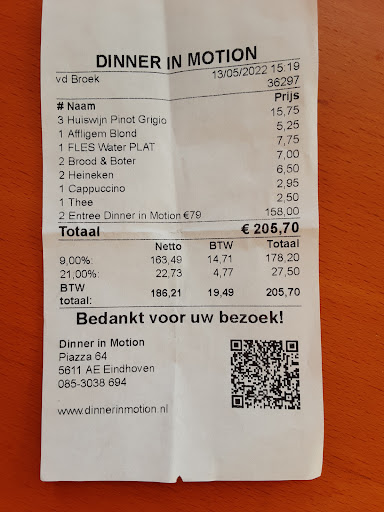 DINNER IN MOTION
vd Broek 13/05/2022 15:19
36297
# Naam Prijs
3 Huiswijn Pinot Grigio 15,75
1 Affligem Blond 5,25
1 FLES Water PLAT 7,75
2 Brood & Boter 7,00
2 Heineken 6,50
1 Cappuccino 2,95
1 Thee 2,50
2 Entree Dinner in Motion €79 158,00
Totaal € 205,70
Netto BTW Totaal
9,00%: 163,49 14,71 178,20
21,00%: 22,73 4,77 27,50
BTW
totaal: 186,21 19,49 205,70
Bedankt voor uw bezoek!
Dinner in Motion
Piazza 64
5611 AE Eindhoven
085-3038 694
www.dinnerinmotion.nl